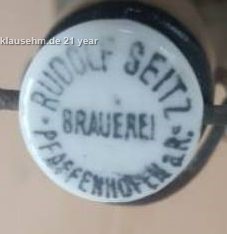 klausehm.de 21 year
· RUDOLF SEITZ ·
BRAUEREI
PFAFFENHOFEN a.R.